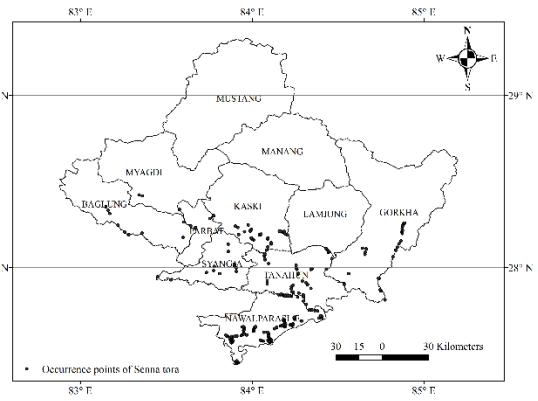 83° E 84° E 85° E
N
W E
S
N 29° N
MUSTANG
MANANG
MYAGDI
KASKI
BAGLUNG
LAMJUNG
GORKHA
PARBAT
SYANGJA
N 28° N
TANAHUN
30 15 0 30 Kilometers
Occurrence points of Senna tora
83° E 84° E 85° E